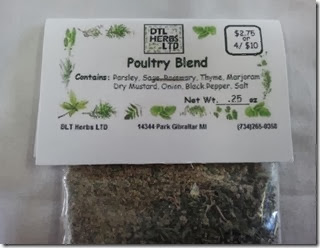 DTL
HERBS
LTD
$2.75
or
4/ $10
Poultry Blend
Contains: Parsley, Sage, Rosemary, Thyme, Marjoram
Dry Mustard, Onion, Black Pepper, Salt
Net Wt. .25 oz
DLT Herbs LTD 14344 Park Gibraltar MI (734)265-0358